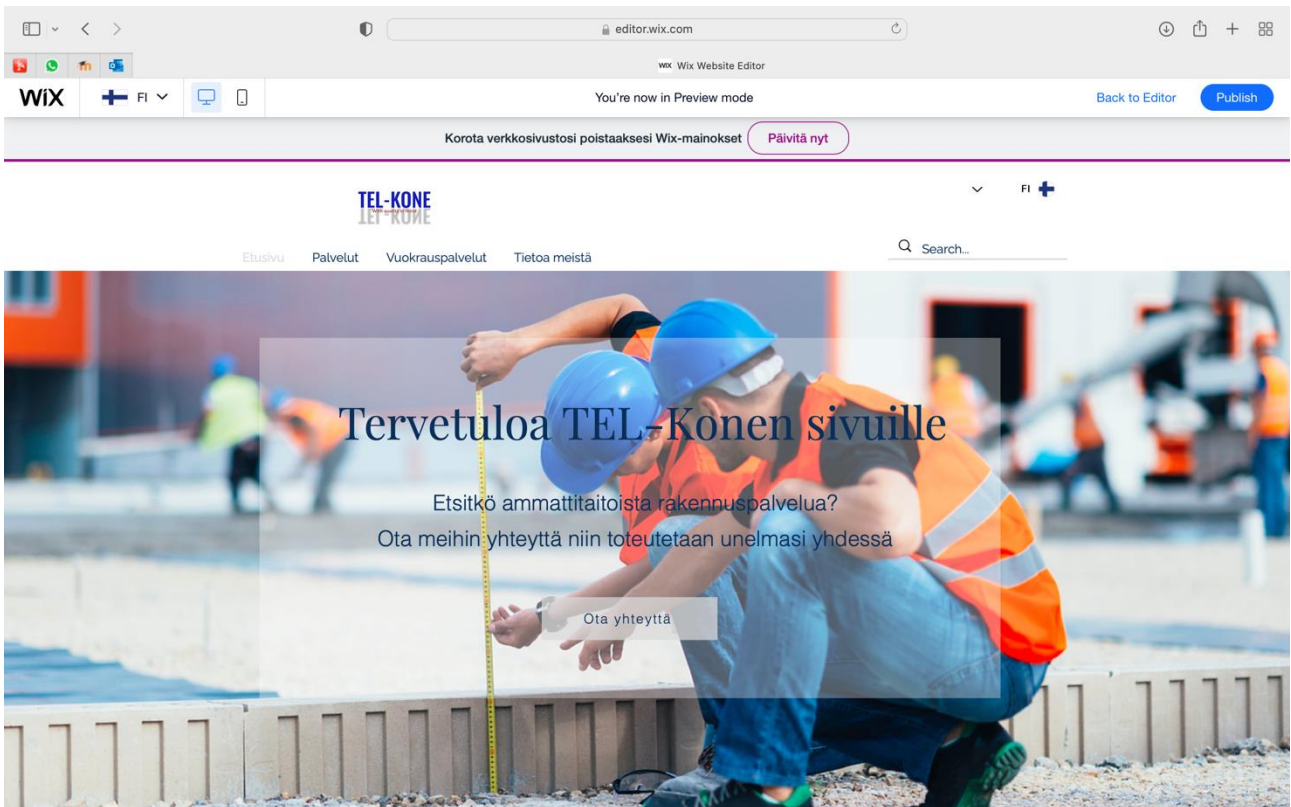 editor.wix.com
WIX Wix Website Editor
WiX FI You're now in Preview mode Back to Editor Publish
Korota verkkosivustosi poistaaksesi Wix-mainokset Päivitä nyt
TEL-KONE
FI
Etusivu Palvelut Vuokrauspalvelut Tietoa meistä Search...
Tervetuloa TEL-Konen sivuille
Etsitkö ammattitaitoista rakennuspalvelua?
Ota meihin yhteyttä niin toteutetaan unelmasi yhdessä
Ota yhteyttä